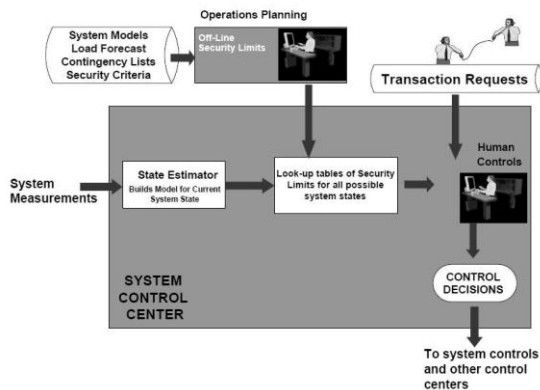 Operations Planning
System Models
Load Forecast
Contingency Lists
Security Criteria
Off-Line
Security Limits
Transaction Requests
System
Measurements
State Estimator
Builds Model for Current
System State
Look-up tables of Security
Limits for all possible
system states
Human
Controls
CONTROL
DECISIONS
SYSTEM
CONTROL
CENTER
To system controls
and other control
centers